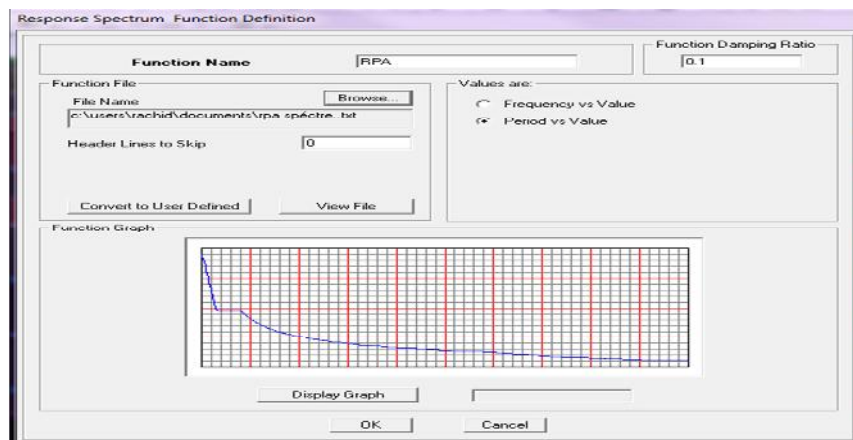 Response Spectrum Function Definition
Function Damping Ratio
Function Name RPA 0.1
Function File
Values are:
File Name Browse...
Frequency vs Value
c:\users\rachid\documents\rpa spéctre .txt
Period vs Value
Header Lines to Skip 0
Convert to User Defined View File
Function Graph
Display Graph
OK Cancel